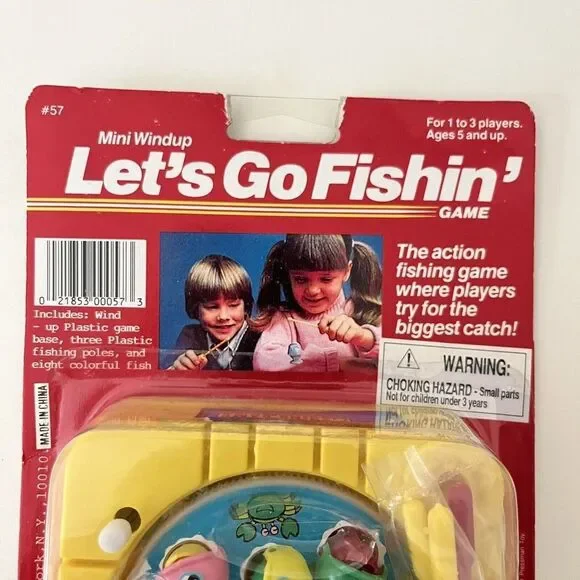 #57
For 1 to 3 players.
Ages 5 and up.
Mini Windup
Let's Go Fishin'
GAME
0 21853 00057 3
Includes: Wind
- up Plastic game
base, three Plastic
fishing poles, and
eight colorful fish
The action
fishing game
where players
try for the
biggest catch!
WARNING:
CHOKING HAZARD - Small parts
Not for children under 3 years
MADE IN CHINA
ork, N.Y., 10010
Pressman Toy